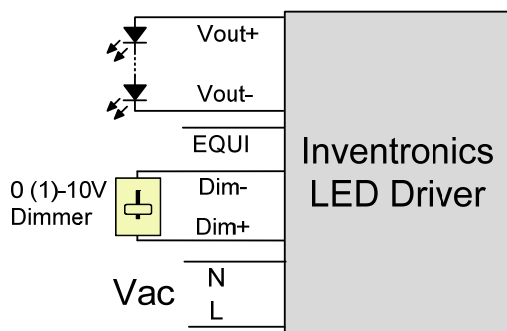 Vout+
Vout-
EQUI
Inventronics
LED Driver
0 (1)-10V
Dimmer
Dim-
Dim+
Vac
N
L